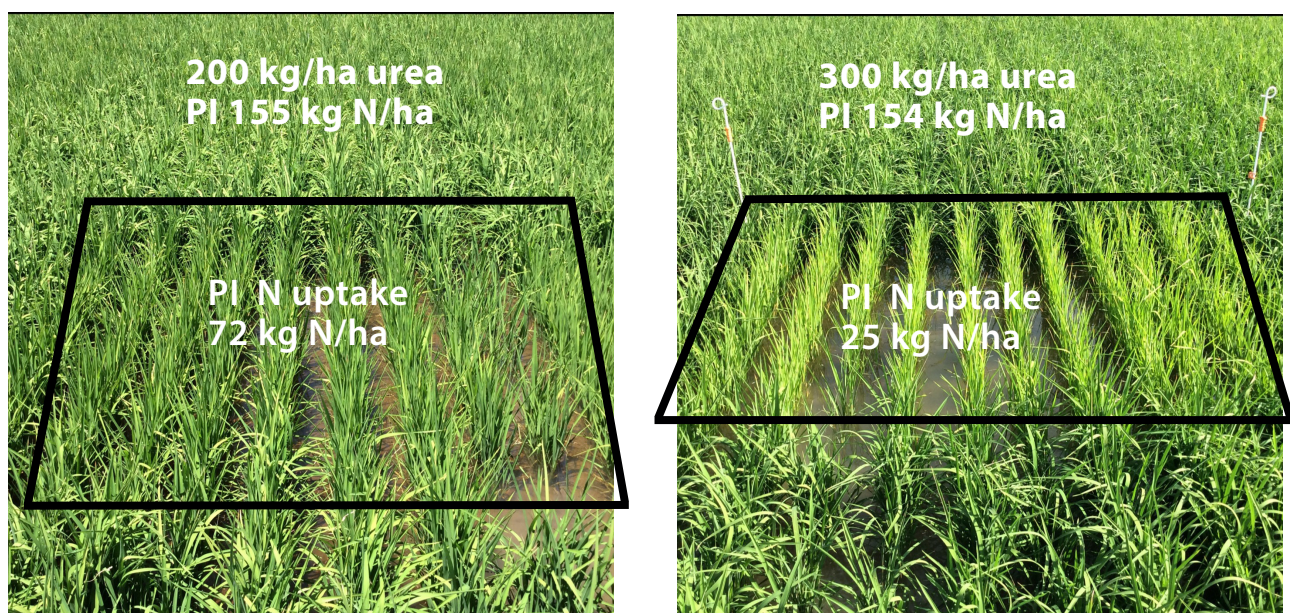 200 kg/ha urea
PI 155 kg N/ha
PI N uptake
72 kg N/ha
300 kg/ha urea
PI 154 kg N/ha
PI N uptake
25 kg N/ha